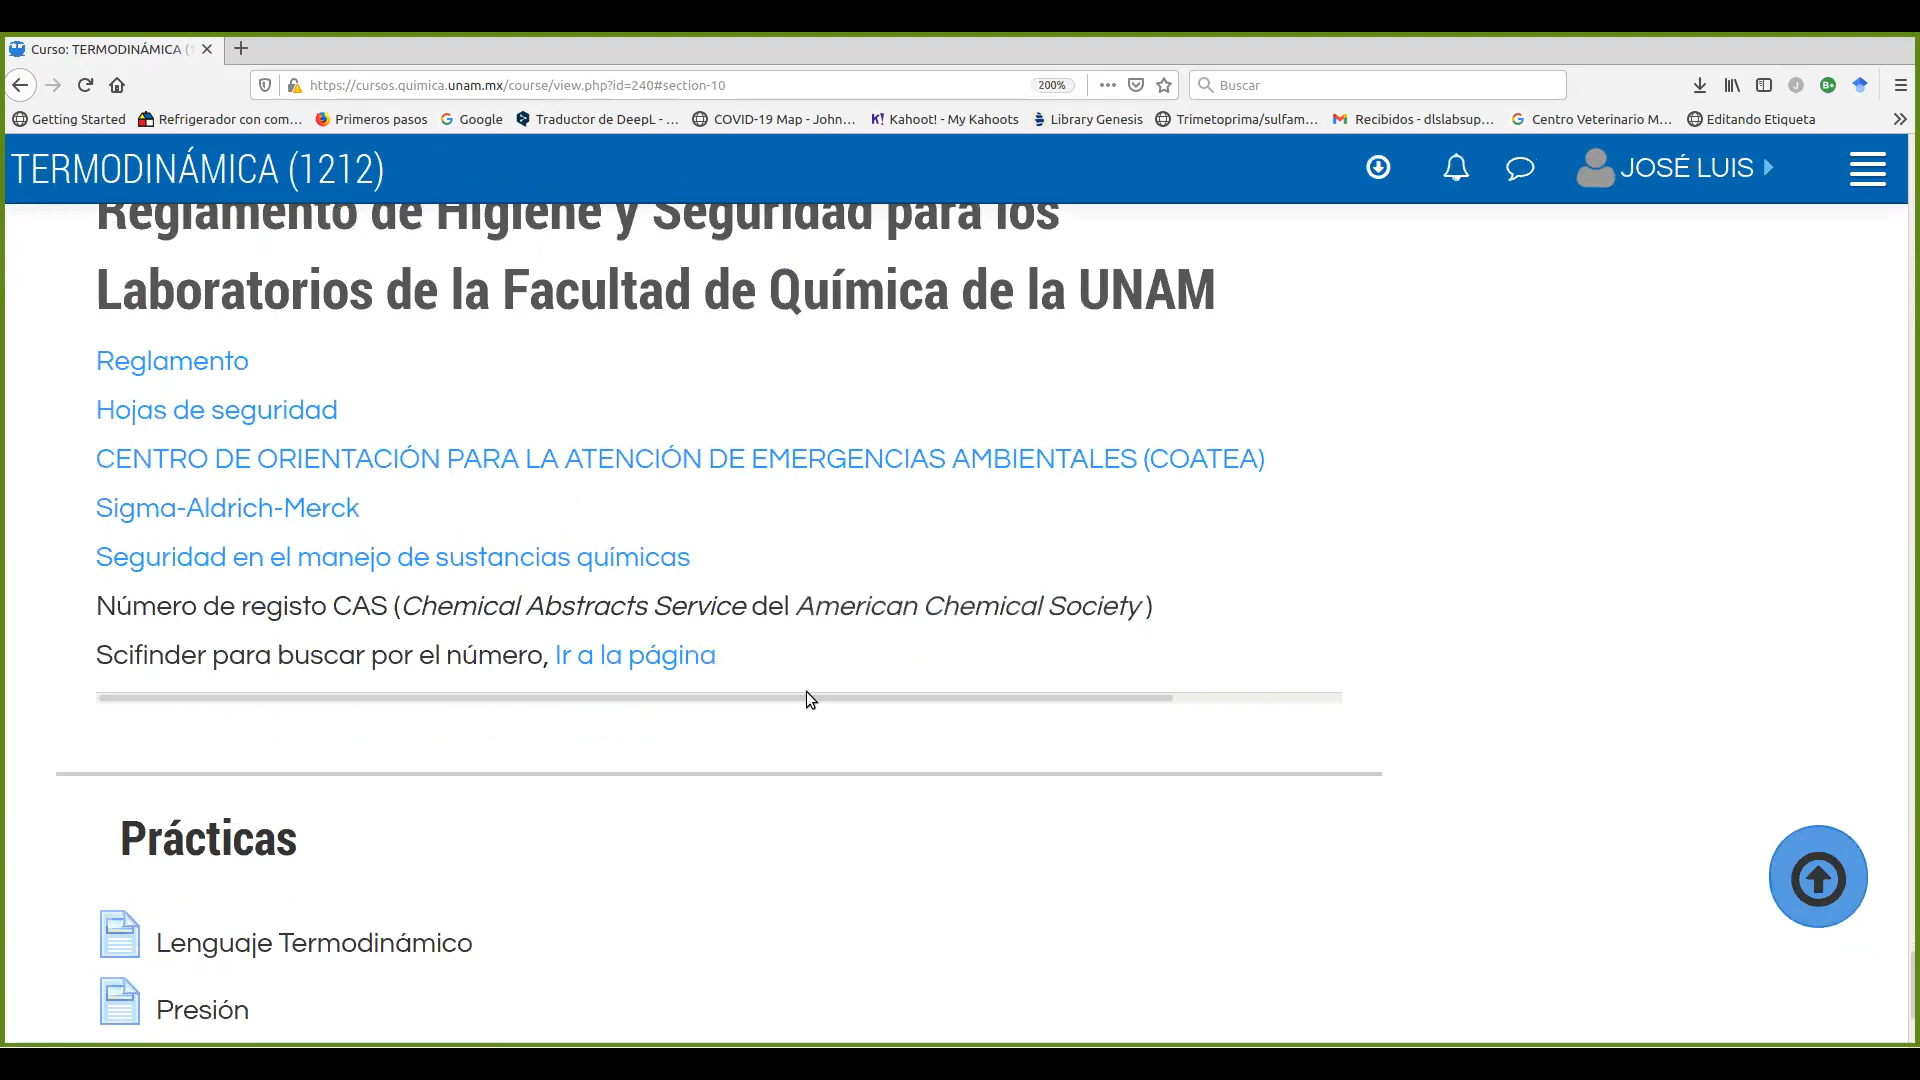 Curso: TERMODINÁMICA (1
https://cursos.quimica.unam.mx/course/view.php?id=240#section-10
200%
Buscar
Getting Started
Refrigerador con com...
Primeros pasos
Google
Traductor de DeepL - ...
COVID-19 Map - John...
Kahoot! - My Kahoots
Library Genesis
Trimetoprima/sulfam...
Recibidos - dlslabsup...
Centro Veterinario M...
Editando Etiqueta
TERMODINÁMICA (1212)
JOSÉ LUIS
Reglamento de Higiene y Seguridad para los
Laboratorios de la Facultad de Química de la UNAM
Reglamento
Hojas de seguridad
CENTRO DE ORIENTACIÓN PARA LA ATENCIÓN DE EMERGENCIAS AMBIENTALES (COATEA)
Sigma-Aldrich-Merck
Seguridad en el manejo de sustancias químicas
Número de registo CAS (Chemical Abstracts Service del American Chemical Society )
Scifinder para buscar por el número, Ir a la página
Prácticas
Lenguaje Termodinámico
Presión